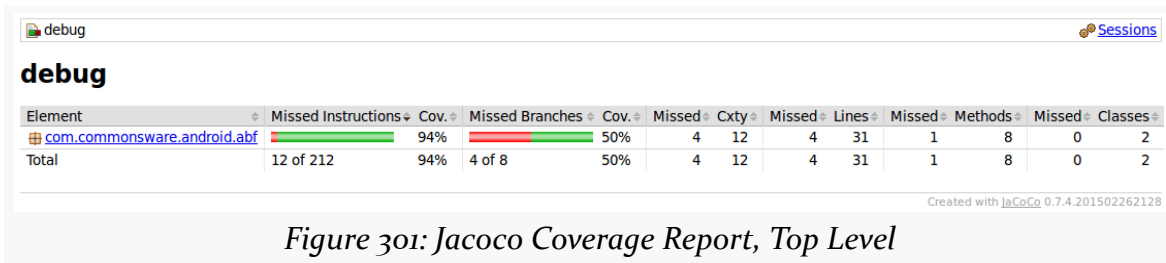 debug Sessions
debug
Element Missed Instructions Cov. Missed Branches Cov. Missed Cxty Missed Lines Missed Methods Missed Classes
com.commonsware.android.abf 94% 50% 4 12 4 31 1 8 0 2
Total 12 of 212 94% 4 of 8 50% 4 12 4 31 1 8 0 2
Created with JaCoCo 0.7.4.201502262128
Figure 301: Jacoco Coverage Report, Top Level